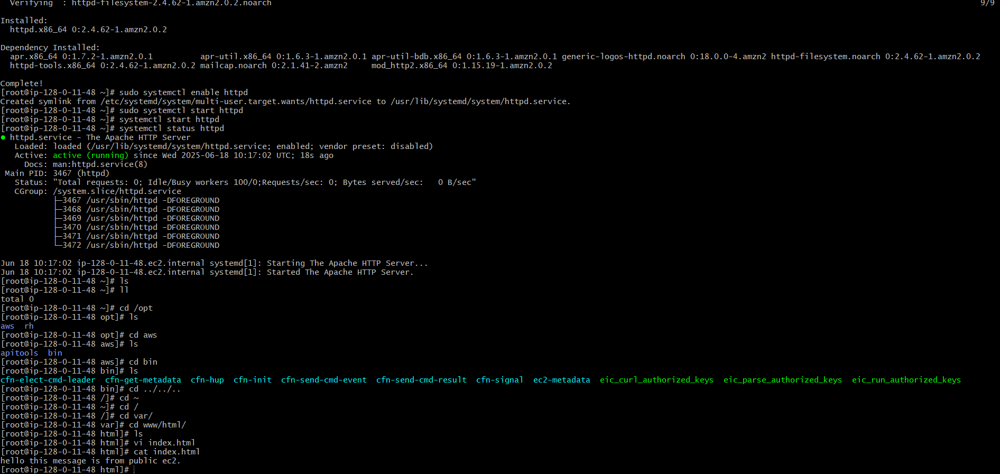 Verifying  : httpd-filesystem-2.4.62-1.amzn2.0.2.noarch 9/9
Installed:
httpd.x86_64 0:2.4.62-1.amzn2.0.2
Dependency Installed:
apr.x86_64 0:1.7.2-1.amzn2.0.1 apr-util.x86_64 0:1.6.3-1.amzn2.0.1 apr-util-bdb.x86_64 0:1.6.3-1.amzn2.0.1 generic-logos-httpd.noarch 0:18.0.0-4.amzn2 httpd-filesystem.noarch 0:2.4.62-1.amzn2.0.2
httpd-tools.x86_64 0:2.4.62-1.amzn2.0.2 mailcap.noarch 0:2.1.41-2.amzn2 mod_http2.x86_64 0:1.15.19-1.amzn2.0.2
Complete!
[root@ip-128-0-11-48 ~]# sudo systemctl enable httpd
Created symlink from /etc/systemd/system/multi-user.target.wants/httpd.service to /usr/lib/systemd/system/httpd.service.
[root@ip-128-0-11-48 ~]# sudo systemctl start httpd
[root@ip-128-0-11-48 ~]# systemctl start httpd
[root@ip-128-0-11-48 ~]# systemctl status httpd
● httpd.service - The Apache HTTP Server
Loaded: loaded (/usr/lib/systemd/system/httpd.service; enabled; vendor preset: disabled)
Active: active (running) since Wed 2025-06-18 10:17:02 UTC; 18s ago
Docs: man:httpd.service(8)
Main PID: 3467 (httpd)
Status: "Total requests: 0; Idle/Busy workers 100/0;Requests/sec: 0; Bytes served/sec:   0 B/sec"
CGroup: /system.slice/httpd.service
├─3467 /usr/sbin/httpd -DFOREGROUND
├─3468 /usr/sbin/httpd -DFOREGROUND
├─3469 /usr/sbin/httpd -DFOREGROUND
├─3470 /usr/sbin/httpd -DFOREGROUND
├─3471 /usr/sbin/httpd -DFOREGROUND
└─3472 /usr/sbin/httpd -DFOREGROUND
Jun 18 10:17:02 ip-128-0-11-48.ec2.internal systemd[1]: Starting The Apache HTTP Server...
Jun 18 10:17:02 ip-128-0-11-48.ec2.internal systemd[1]: Started The Apache HTTP Server.
[root@ip-128-0-11-48 ~]# ls
[root@ip-128-0-11-48 ~]# ll
total 0
[root@ip-128-0-11-48 ~]# cd /opt
[root@ip-128-0-11-48 opt]# ls
aws  rh
[root@ip-128-0-11-48 opt]# cd aws
[root@ip-128-0-11-48 aws]# ls
apitools  bin
[root@ip-128-0-11-48 aws]# cd bin
[root@ip-128-0-11-48 bin]# ls
cfn-elect-cmd-leader  cfn-get-metadata  cfn-hup  cfn-init  cfn-send-cmd-event  cfn-send-cmd-result  cfn-signal  ec2-metadata  eic_curl_authorized_keys  eic_parse_authorized_keys  eic_run_authorized_keys
[root@ip-128-0-11-48 bin]# cd ../../..
[root@ip-128-0-11-48 /]# cd ~
[root@ip-128-0-11-48 ~]# cd /
[root@ip-128-0-11-48 /]# cd var/
[root@ip-128-0-11-48 var]# cd www/html/
[root@ip-128-0-11-48 html]# ls
[root@ip-128-0-11-48 html]# vi index.html
[root@ip-128-0-11-48 html]# cat index.html
hello this message is from public ec2.
[root@ip-128-0-11-48 html]#